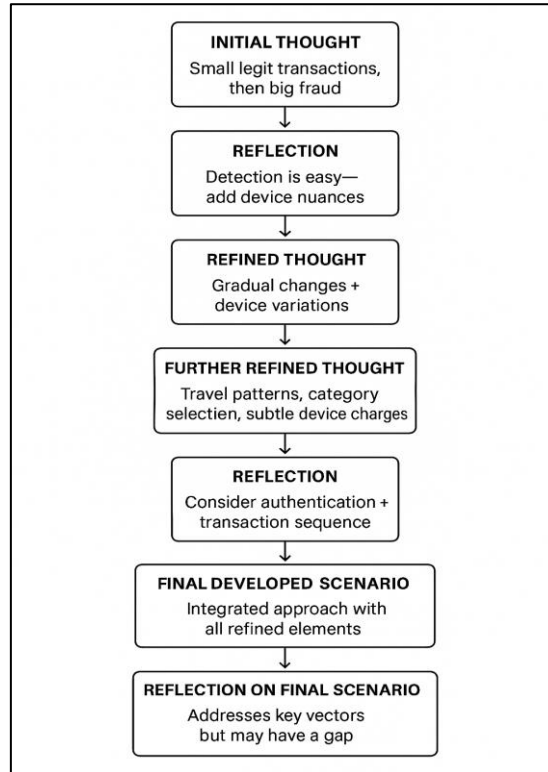 INITIAL THOUGHT
Small legit transactions,
then big fraud
REFLECTION
Detection is easy—
add device nuances
REFINED THOUGHT
Gradual changes +
device variations
FURTHER REFINED THOUGHT
Travel patterns, category
selection, subtle device charges
REFLECTION
Consider authentication +
transaction sequence
FINAL DEVELOPED SCENARIO
Integrated approach with
all refined elements
REFLECTION ON FINAL SCENARIO
Addresses key vectors
but may have a gap